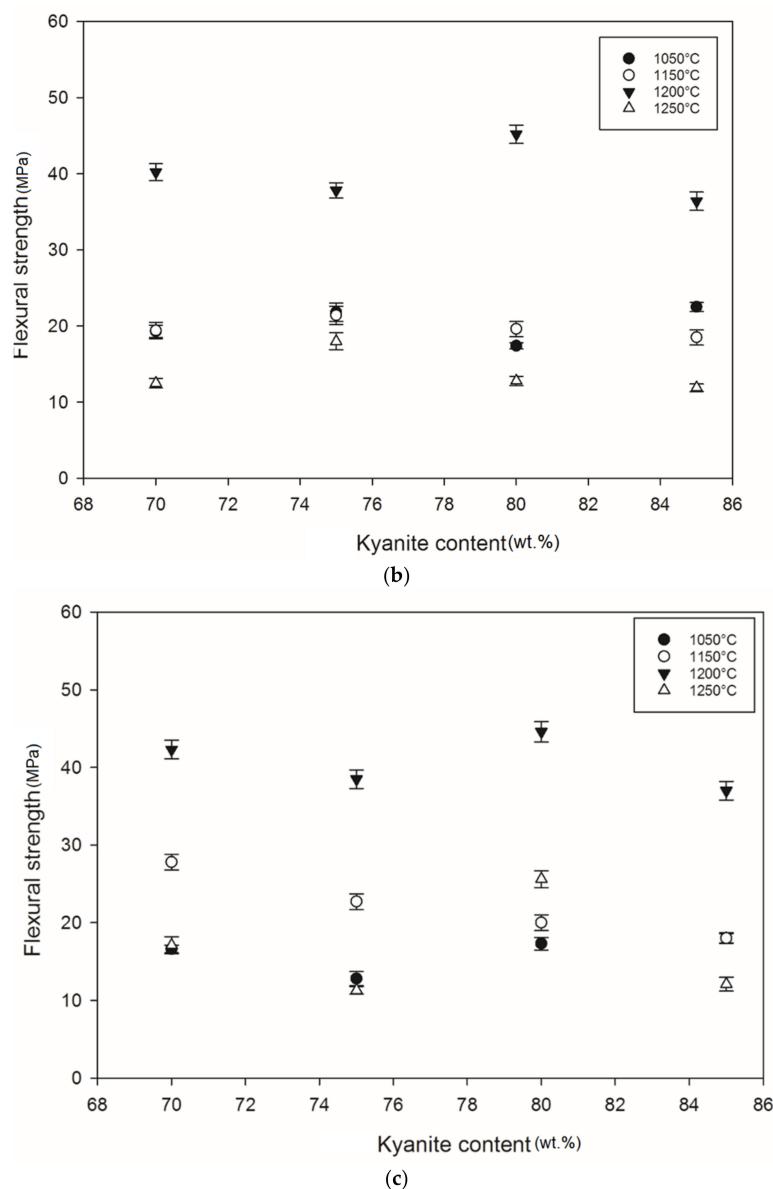 60
50
40
30
20
10
0
Flexural strength (MPa)
1050°C
1150°C
1200°C
1250°C
68 70 72 74 76 78 80 82 84 86
Kyanite content (wt.%)
(b)
60
50
40
30
20
10
0
Flexural strength (MPa)
1050°C
1150°C
1200°C
1250°C
68 70 72 74 76 78 80 82 84 86
Kyanite content (wt.%)
(c)